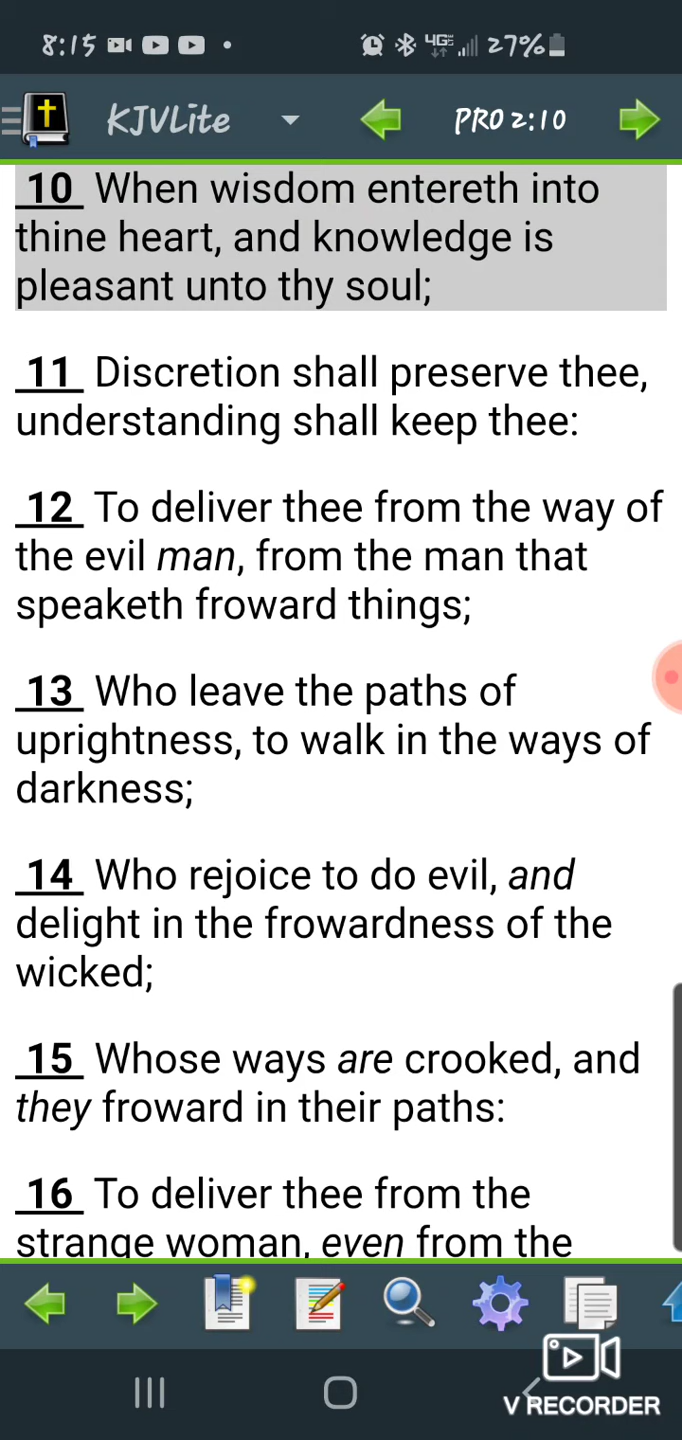 8:15 4GE 27%
KJVLite PRO 2:10
10 When wisdom entereth into
thine heart, and knowledge is
pleasant unto thy soul;
11 Discretion shall preserve thee,
understanding shall keep thee:
12 To deliver thee from the way of
the evil man, from the man that
speaketh froward things;
13 Who leave the paths of
uprightness, to walk in the ways of
darkness;
14 Who rejoice to do evil, and
delight in the frowardness of the
wicked;
15 Whose ways are crooked, and
they froward in their paths:
16 To deliver thee from the
strange woman, even from the
V RECORDER